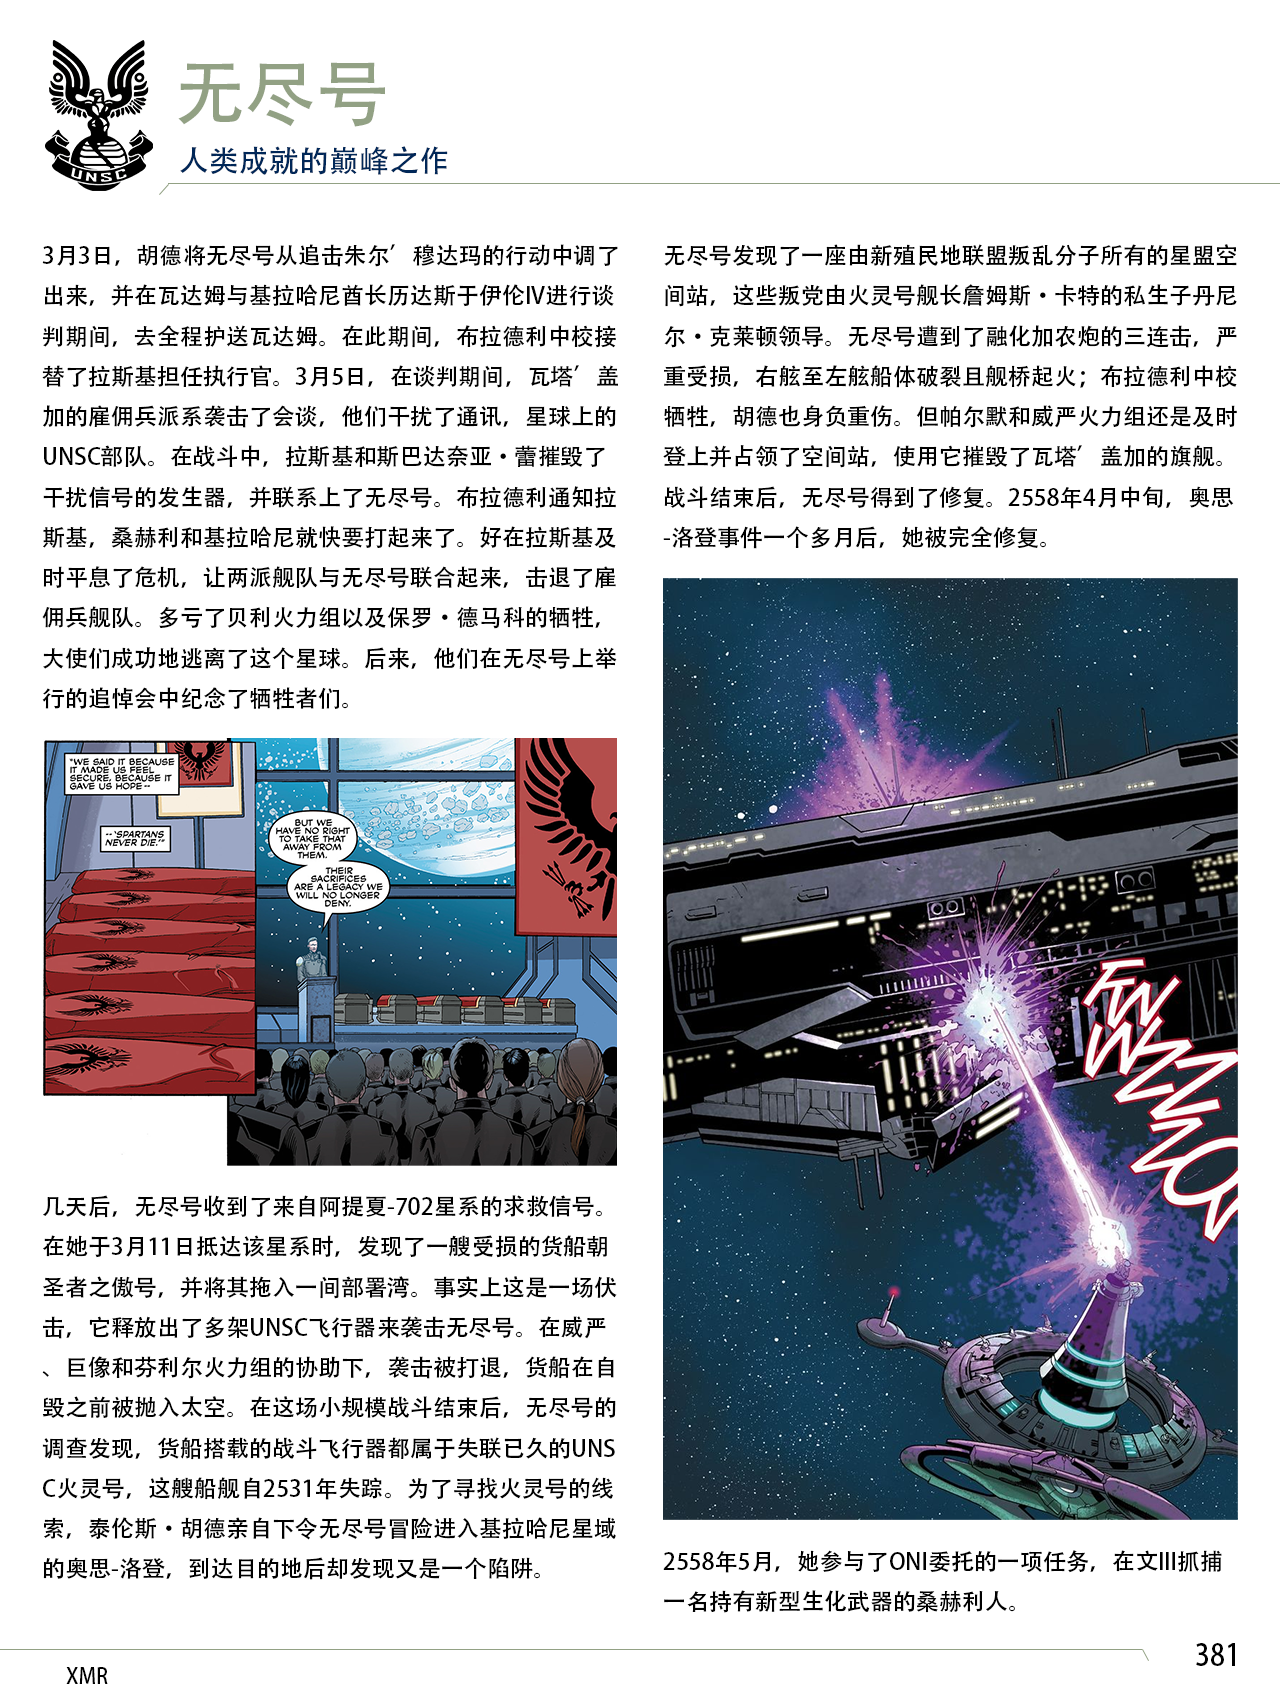 UNSC
无尽号
人类成就的巅峰之作
3月3日，胡德将无尽号从追击朱尔’穆达玛的行动中调了
出来，并在瓦达姆与基拉哈尼酋长历达斯于伊伦IV进行谈
判期间，去全程护送瓦达姆。在此期间，布拉德利中校接
替了拉斯基担任执行官。3月5日，在谈判期间，瓦塔’盖
加的雇佣兵派系袭击了会谈，他们干扰了通讯，星球上的
UNSC部队。在战斗中，拉斯基和斯巴达奈亚·蕾摧毁了
干扰信号的发生器，并联系上了无尽号。布拉德利通知拉
斯基，桑赫利和基拉哈尼就快要打起来了。好在拉斯基及
时平息了危机，让两派舰队与无尽号联合起来，击退了雇
佣兵舰队。多亏了贝利火力组以及保罗·德马科的牺牲，
大使们成功地逃离了这个星球。后来，他们在无尽号上举
行的追悼会中纪念了牺牲者们。
"WE SAID IT BECAUSE
IT MADE US FEEL
SECURE, BECAUSE IT
GAVE US HOPE--
--'SPARTANS
NEVER DIE.'"
BUT WE
HAVE NO RIGHT
TO TAKE THAT
AWAY FROM
THEM.
THEIR
SACRIFICES
ARE A LEGACY WE
WILL NO LONGER
DENY.
几天后，无尽号收到了来自阿提夏-702星系的求救信号。
在她于3月11日抵达该星系时，发现了一艘受损的货船朝
圣者之傲号，并将其拖入一间部署湾。事实上这是一场伏
击，它释放出了多架UNSC飞行器来袭击无尽号。在威严
、巨像和芬利尔火力组的协助下，袭击被打退，货船在自
毁之前被抛入太空。在这场小规模战斗结束后，无尽号的
调查发现，货船搭载的战斗飞行器都属于失联已久的UNS
C火灵号，这艘船舰自2531年失踪。为了寻找火灵号的线
索，泰伦斯·胡德亲自下令无尽号冒险进入基拉哈尼星域
的奥思-洛登，到达目的地后却发现又是一个陷阱。
无尽号发现了一座由新殖民地联盟叛乱分子所有的星盟空
间站，这些叛党由火灵号舰长詹姆斯·卡特的私生子丹尼
尔·克莱顿领导。无尽号遭到了融化加农炮的三连击，严
重受损，右舷至左舷船体破裂且舰桥起火；布拉德利中校
牺牲，胡德也身负重伤。但帕尔默和威严火力组还是及时
登上并占领了空间站，使用它摧毁了瓦塔’盖加的旗舰。
战斗结束后，无尽号得到了修复。2558年4月中旬，奥思
-洛登事件一个多月后，她被完全修复。
2558年5月，她参与了ONI委托的一项任务，在文III抓捕
一名持有新型生化武器的桑赫利人。
381
XMR